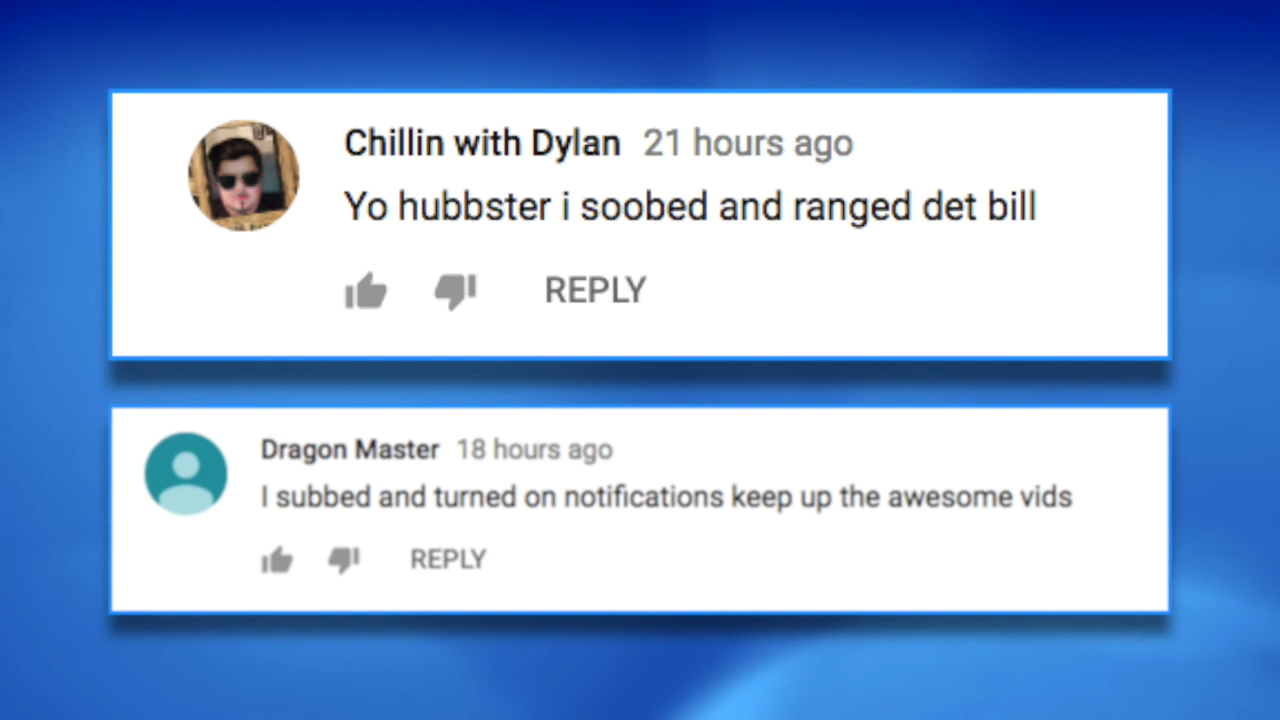 Chillin with Dylan 21 hours ago
Yo hubbster i soobed and ranged det bill
REPLY
Dragon Master 18 hours ago
I subbed and turned on notifications keep up the awesome vids
REPLY